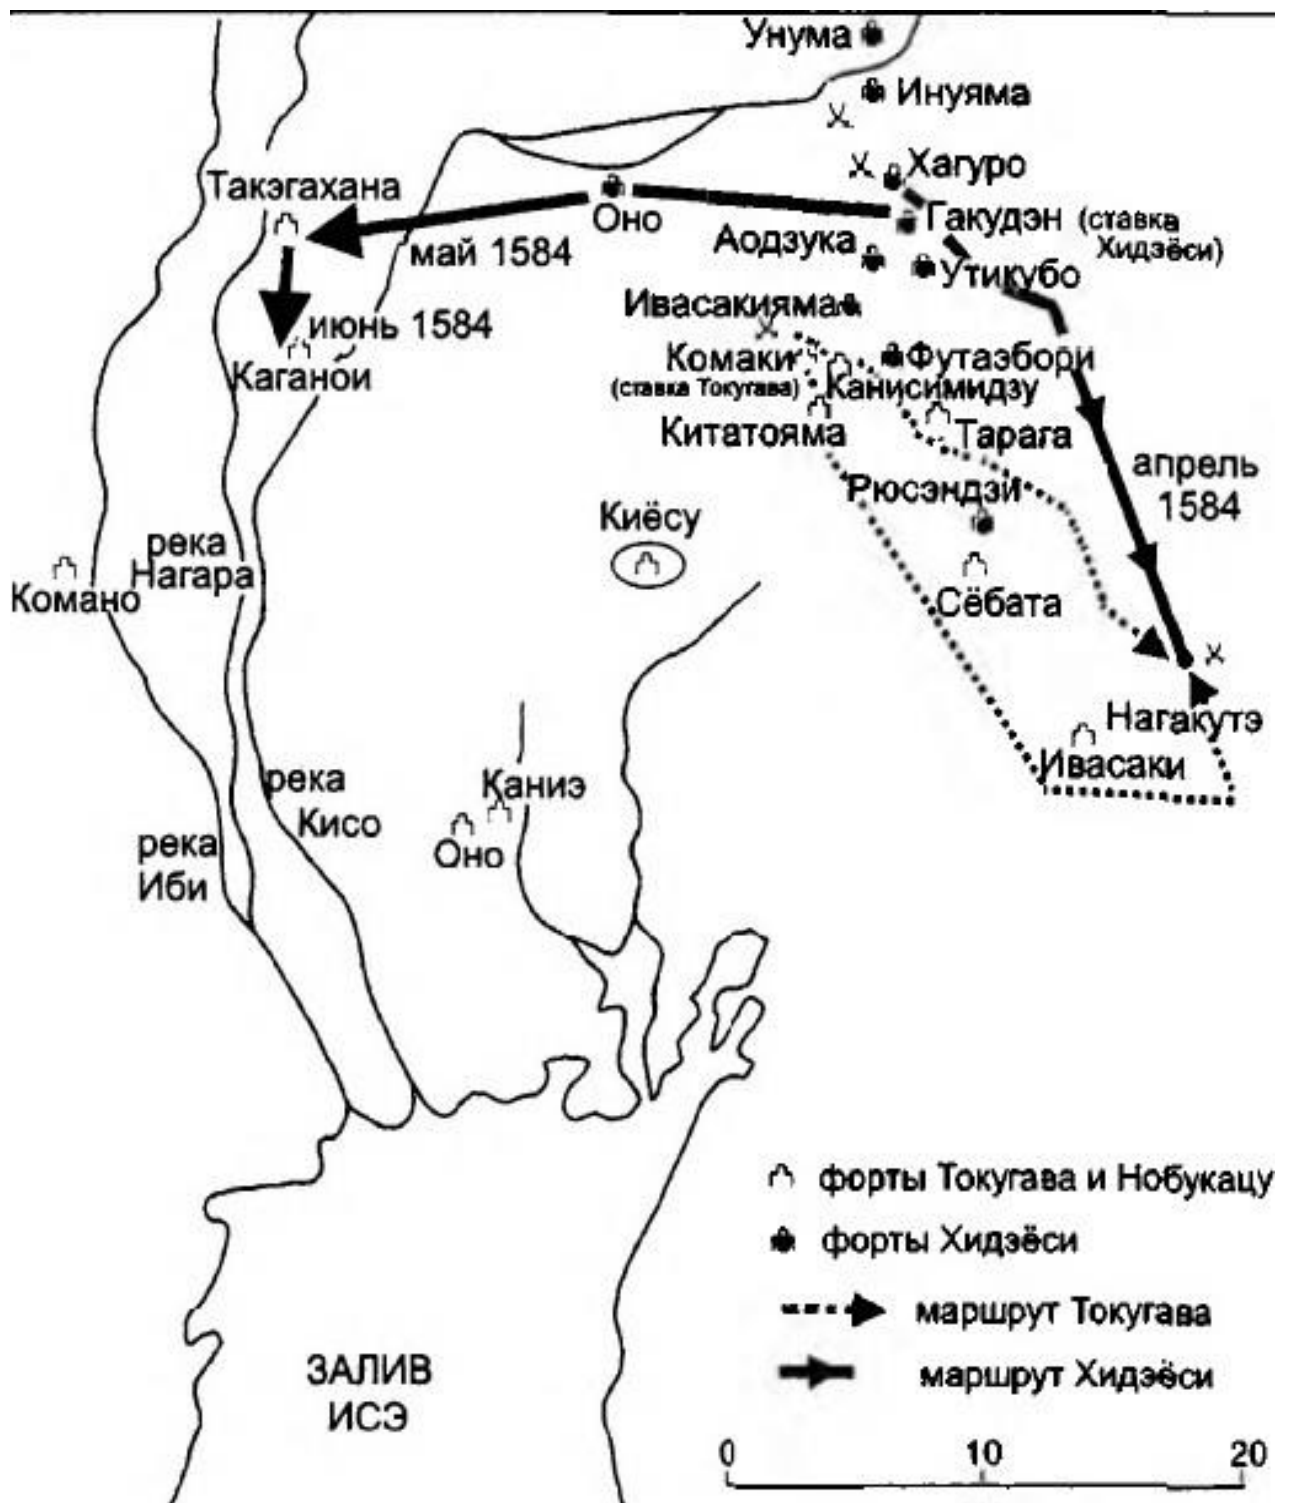 Унума
Инуяма
Хагуро
Такэгахана
Оно
Гакудэн (ставка
Хидзёси)
Аодзука
май 1584
Утикубо
Ивасакияма
июнь 1584
Комаки
(ставка Токугава)
Футаэбори
Каганои
Канисимидзу
Китатояма
Тарага
апрель
1584
Рюсэндзи
Киёсу
река
Нагара
Комано
Сёбата
Нагакутэ
Ивасаки
река
Кисо
Каниэ
Оно
река
Иби
форты Токугава и Нобукацу
форты Хидзёси
маршрут Токугава
маршрут Хидэёси
ЗАЛИВ
ИСЭ
0 10 20